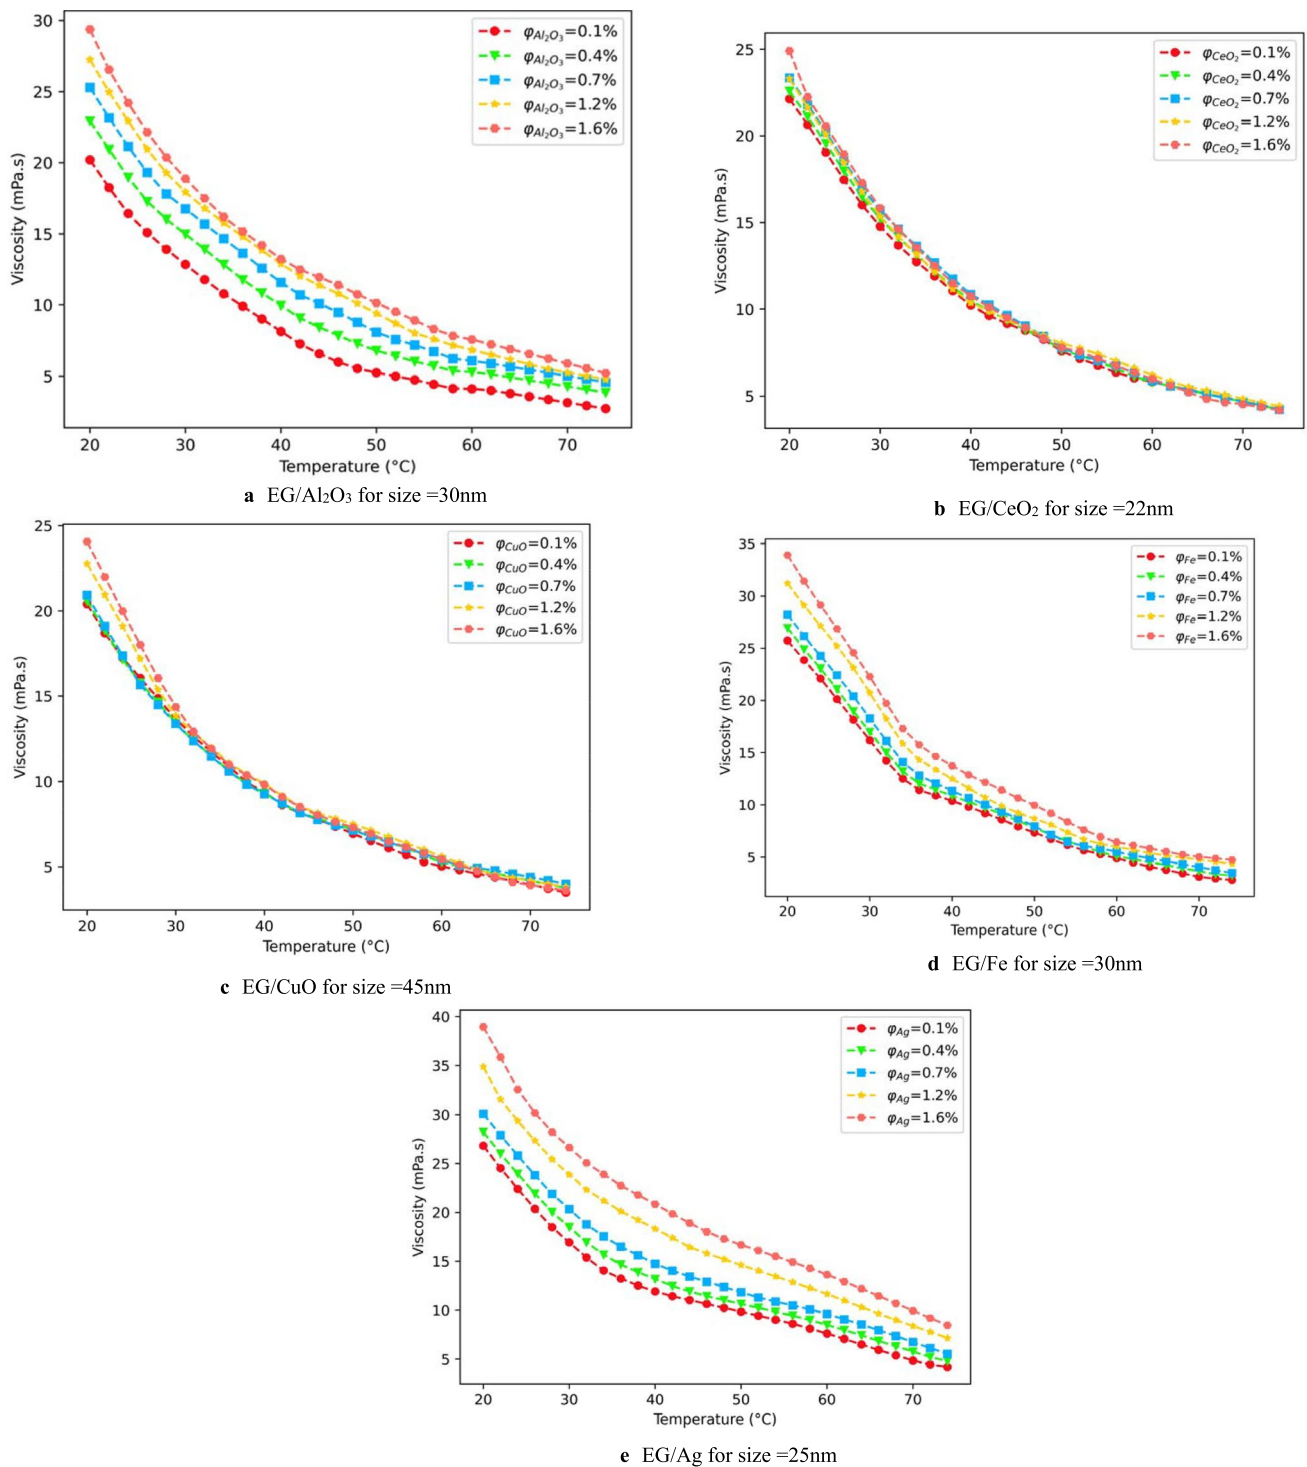 30
25
20
15
10
5
Viscosity (mPa.s)
φAl₂O₃=0.1%
φAl₂O₃=0.4%
φAl₂O₃=0.7%
φAl₂O₃=1.2%
φAl₂O₃=1.6%
20 30 40 50 60 70
Temperature (°C)
a EG/Al₂O₃ for size =30nm
25
20
15
10
5
Viscosity (mPa.s)
φCeO₂=0.1%
φCeO₂=0.4%
φCeO₂=0.7%
φCeO₂=1.2%
φCeO₂=1.6%
20 30 40 50 60 70
Temperature (°C)
b EG/CeO₂ for size =22nm
25
20
15
10
5
Viscosity (mPa.s)
φCuO=0.1%
φCuO=0.4%
φCuO=0.7%
φCuO=1.2%
φCuO=1.6%
20 30 40 50 60 70
Temperature (°C)
c EG/CuO for size =45nm
35
30
25
20
15
10
5
Viscosity (mPa.s)
φFe=0.1%
φFe=0.4%
φFe=0.7%
φFe=1.2%
φFe=1.6%
20 30 40 50 60 70
Temperature (°C)
d EG/Fe for size =30nm
40
35
30
25
20
15
10
5
Viscosity (mPa.s)
φAg=0.1%
φAg=0.4%
φAg=0.7%
φAg=1.2%
φAg=1.6%
20 30 40 50 60 70
Temperature (°C)
e EG/Ag for size =25nm